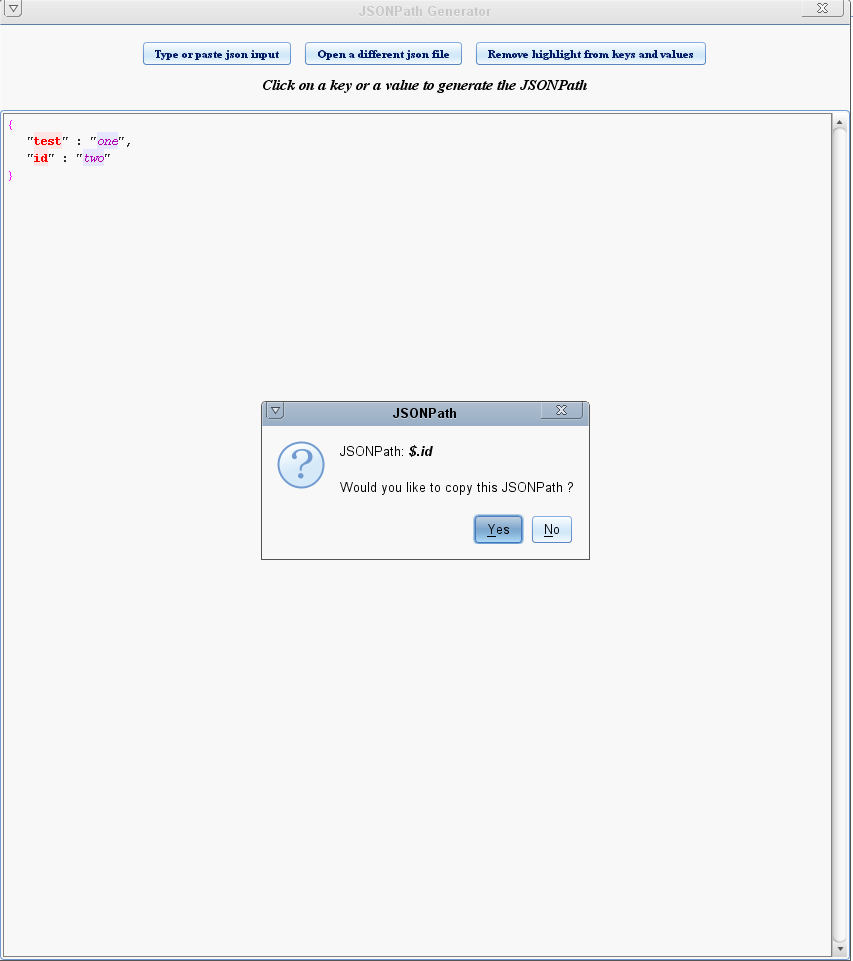 JSONPath Generator
Type or paste json input Open a different json file Remove highlight from keys and values
Click on a key or a value to generate the JSONPath
{
"test" : "one",
"id" : "two"
}
JSONPath
JSONPath: $.id
Would you like to copy this JSONPath ?
Yes No